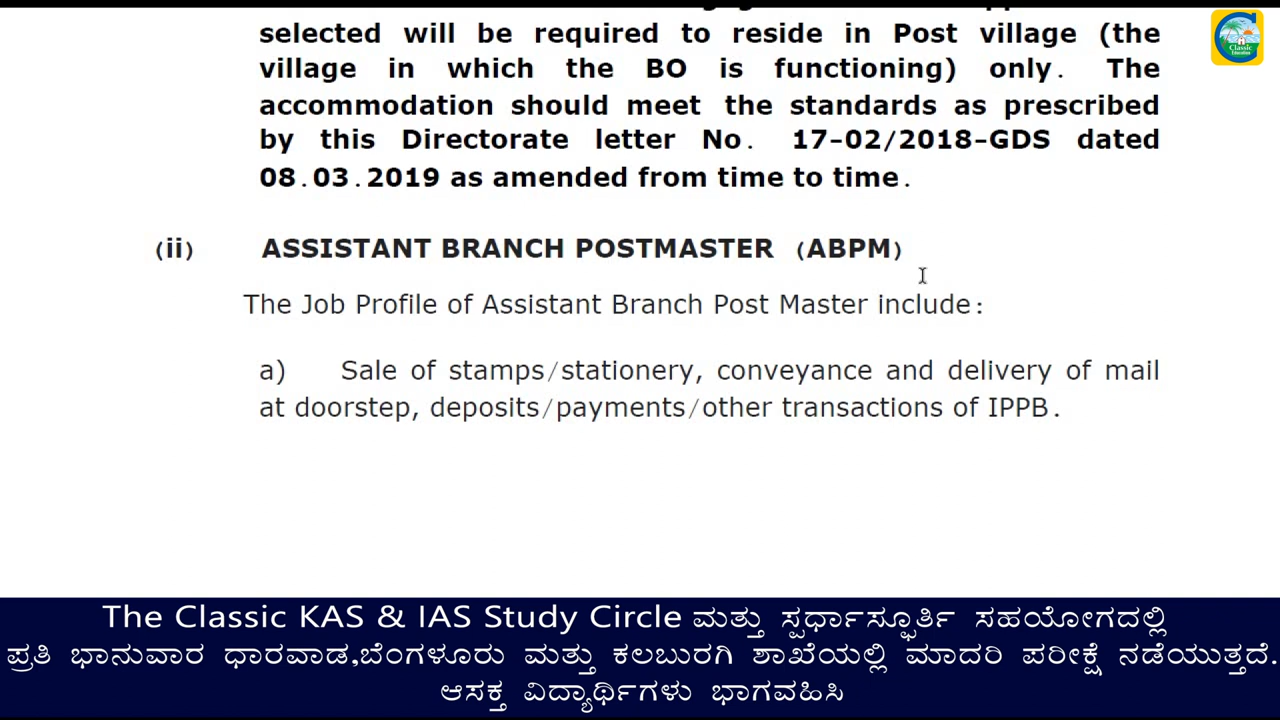 selected will be required to reside in Post village (the
village in which the BO is functioning) only. The
accommodation should meet the standards as prescribed
by this Directorate letter No. 17-02/2018-GDS dated
08.03.2019 as amended from time to time.
(ii) ASSISTANT BRANCH POSTMASTER (ABPM)
The Job Profile of Assistant Branch Post Master include:
a) Sale of stamps/stationery, conveyance and delivery of mail
at doorstep, deposits/payments/other transactions of IPPB.
Classic
Education
The Classic KAS & IAS Study Circle ಮತ್ತು ಸ್ಪರ್ಧಾಸ್ಫೂರ್ತಿ ಸಹಯೋಗದಲ್ಲಿ
ಪ್ರತಿ ಭಾನುವಾರ ಧಾರವಾಡ,ಬೆಂಗಳೂರು ಮತ್ತು ಕಲಬುರಗಿ ಶಾಖೆಯಲ್ಲಿ ಮಾದರಿ ಪರೀಕ್ಷೆ ನಡೆಯುತ್ತದೆ.
ಆಸಕ್ತ ವಿದ್ಯಾರ್ಥಿಗಳು ಭಾಗವಹಿಸಿ